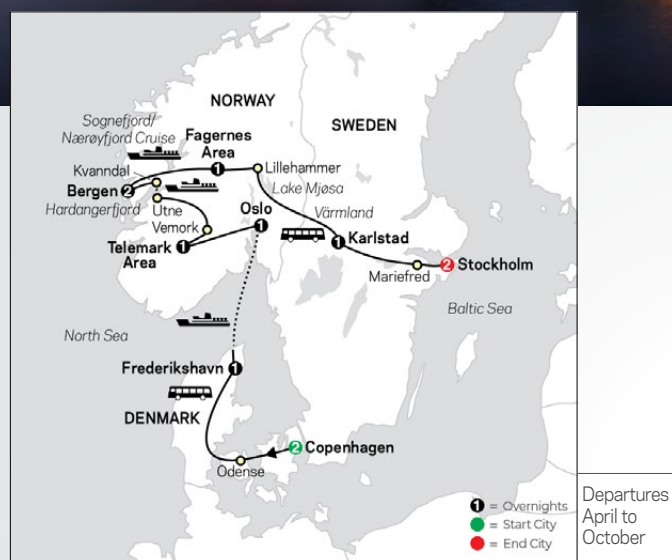 NORWAY
SWEDEN
Sognefjord/
Nærøyfjord Cruise
Fagernes
Area
1
Lillehammer
Kvanndal
Bergen 2
Lake Mjøsa
Hardangerfjord
Utne
Oslo
1
Värmland
Vemork
Telemark
Area
1
1 Karlstad
Mariefred
2 Stockholm
Baltic Sea
North Sea
Frederikshavn 1
DENMARK
2 Copenhagen
Odense
1 = Overnights
= Start City
= End City
Departures
April to
October